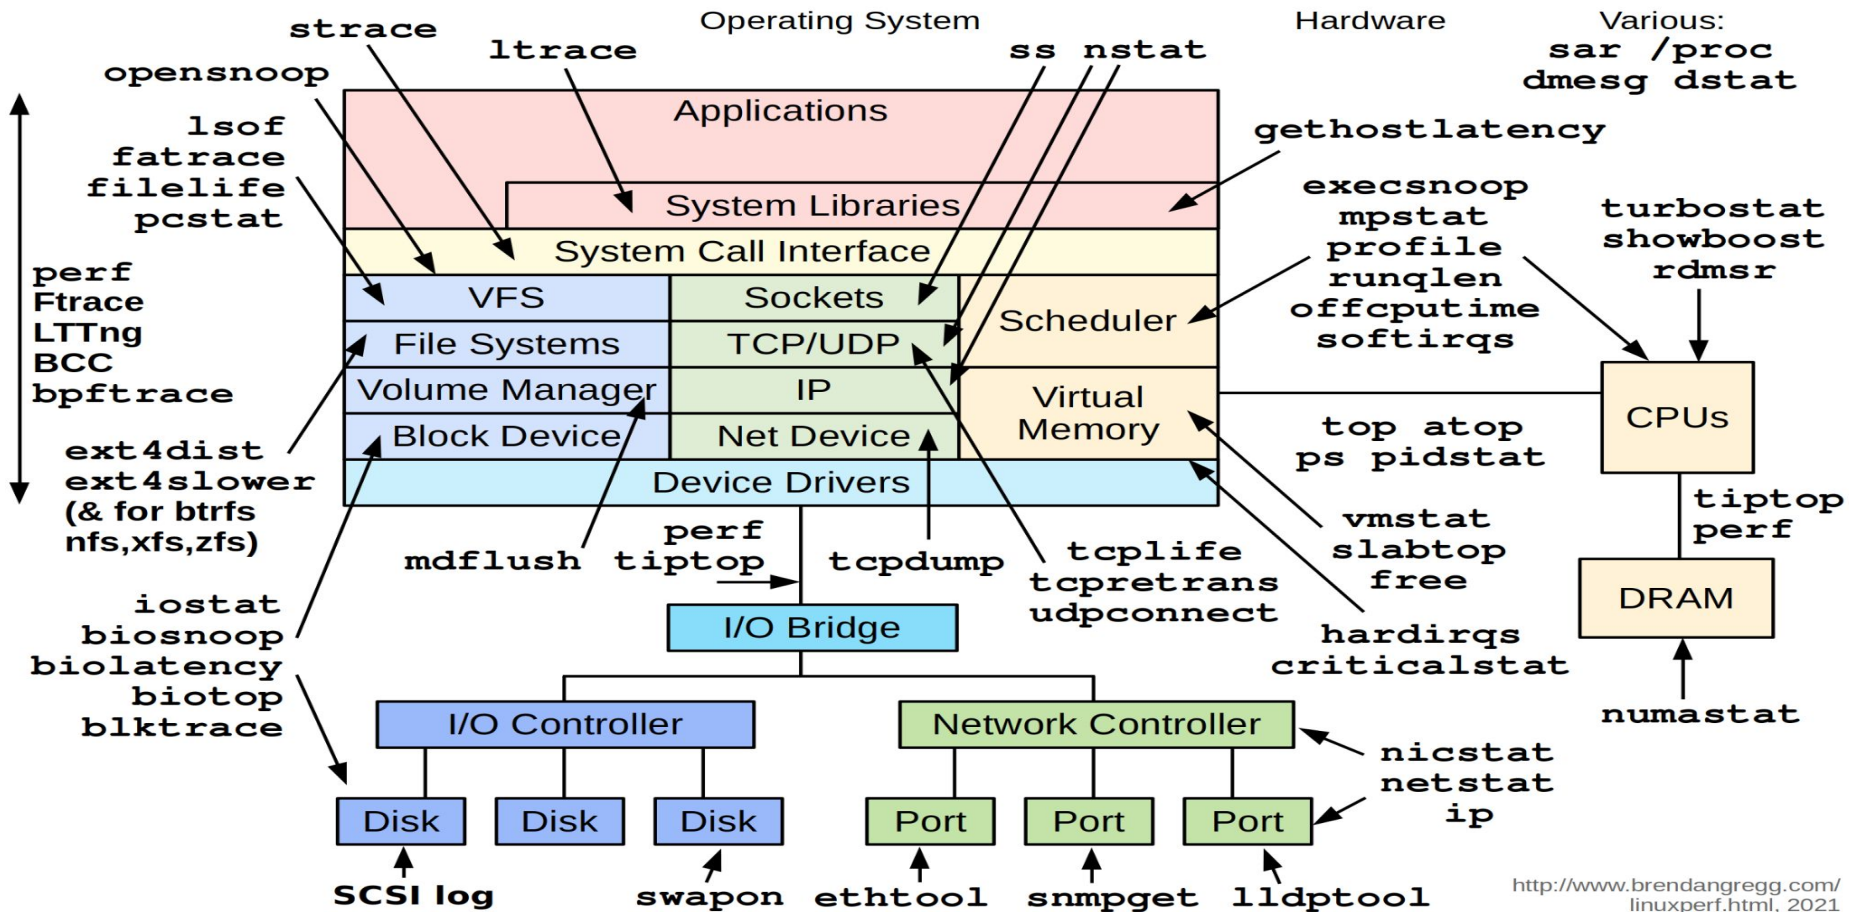 Operating System
Hardware
Various:
sar /proc
dmesg dstat
strace
ltrace
ss nstat
opensnoop
lsof
fatrace
filelife
pcstat
perf
Ftrace
LTTng
BCC
bpftrace
ext4dist
ext4slower
(& for btrfs
nfs,xfs,zfs)
iostat
biosnoop
biolatency
biotop
blktrace
Applications
System Libraries
System Call Interface
VFS
Sockets
Scheduler
File Systems
TCP/UDP
Volume Manager
IP
Virtual
Memory
Block Device
Net Device
Device Drivers
gethostlatency
execsnoop
mpstat
profile
runqlen
offcputime
softirqs
turbostat
showboost
rdmsr
CPUs
top atop
ps pidstat
tiptop
perf
vmstat
slabtop
free
DRAM
hardirqs
criticalstat
numastat
mdflush
perf
tiptop
tcpdump
tcplife
tcpretrans
udpconnect
I/O Bridge
I/O Controller
Network Controller
nicstat
netstat
ip
Disk
Disk
Disk
Port
Port
Port
SCSI log
swapon
ethtool
snmpget
lldptool
http://www.brendangregg.com/
linuxperf.html, 2021